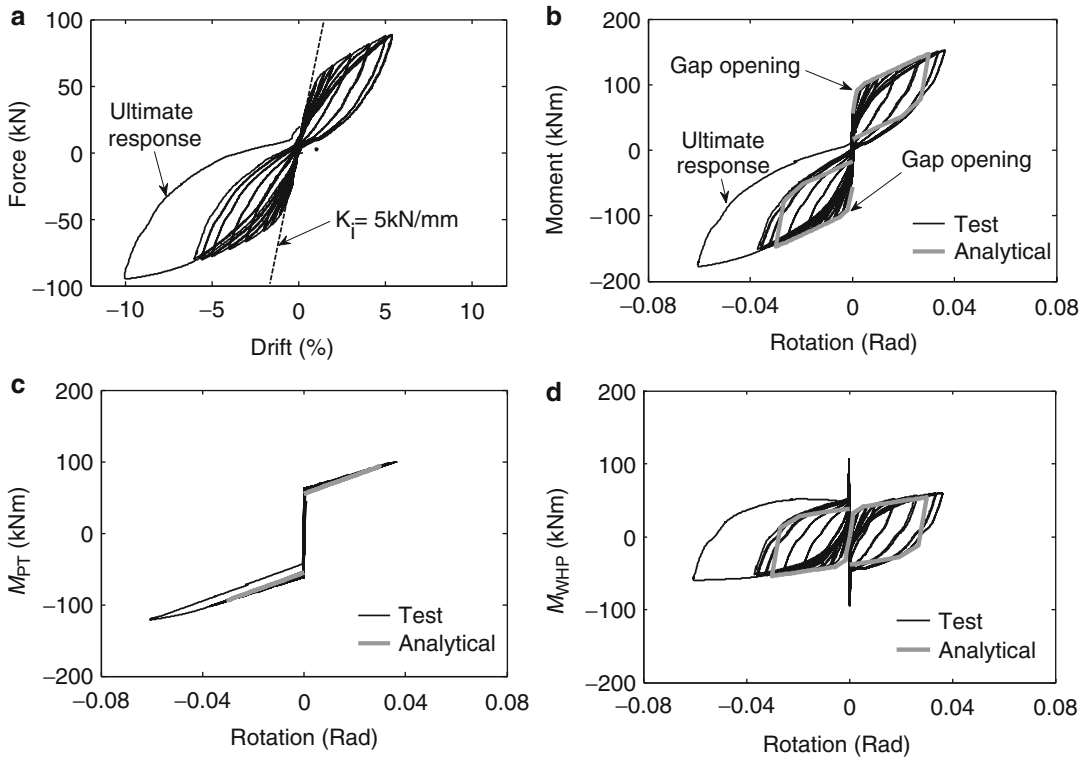 a
100
50
0
−50
−100
Force (kN)
Ultimate
response
K_i= 5kN/mm
−10
−5
0
5
10
Drift (%)
b
200
100
0
−100
−200
Moment (kNm)
Gap opening
Ultimate
response
Gap opening
Test
Analytical
−0.08
−0.04
0
0.04
0.08
Rotation (Rad)
c
200
100
0
−100
−200
M_PT (kNm)
Test
Analytical
−0.08
−0.04
0
0.04
0.08
Rotation (Rad)
d
200
100
0
−100
−200
M_WHP (kNm)
Test
Analytical
−0.08
−0.04
0
0.04
0.08
Rotation (Rad)